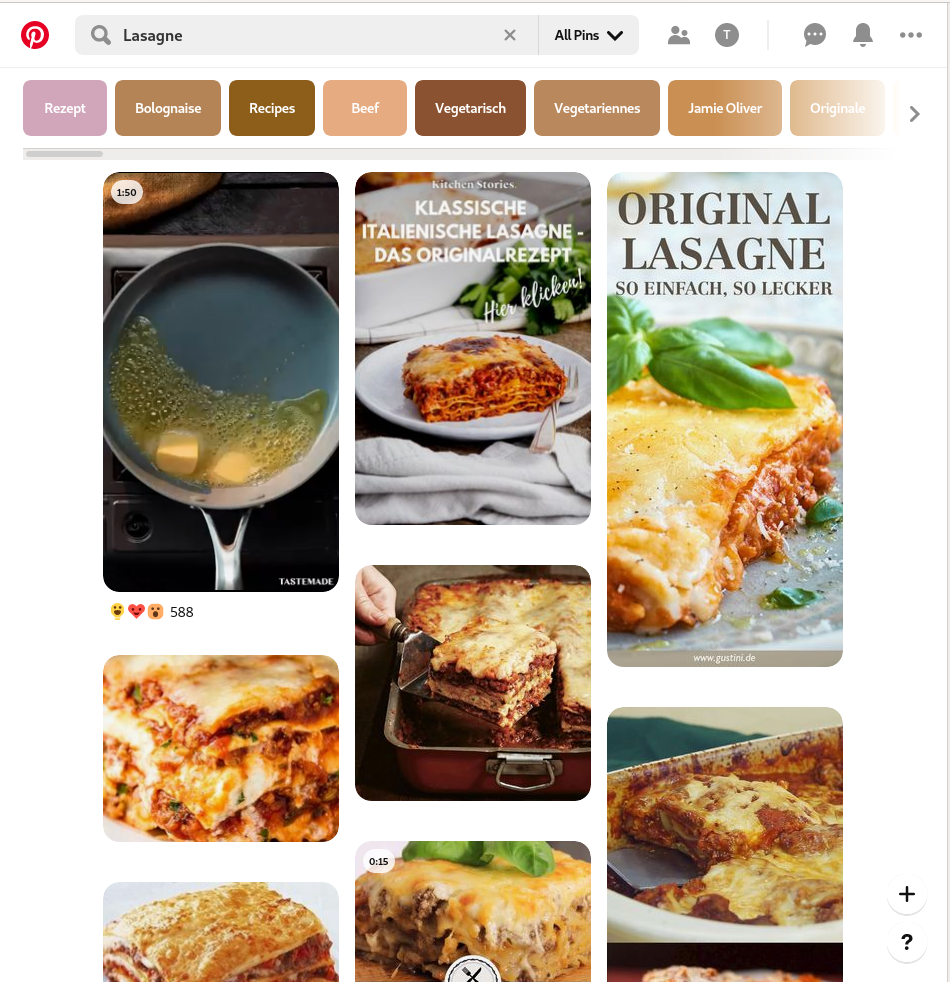 Lasagne
All Pins
T
Rezept
Bolognaise
Recipes
Beef
Vegetarisch
Vegetariennes
Jamie Oliver
Originale
1:50
TASTEMADE
588
Kitchen Stories.
KLASSISCHE
ITALIENISCHE LASAGNE -
DAS ORIGINALREZEPT
Hier klicken!
ORIGINAL
LASAGNE
SO EINFACH, SO LECKER
www.gustini.de
0:15
+
?